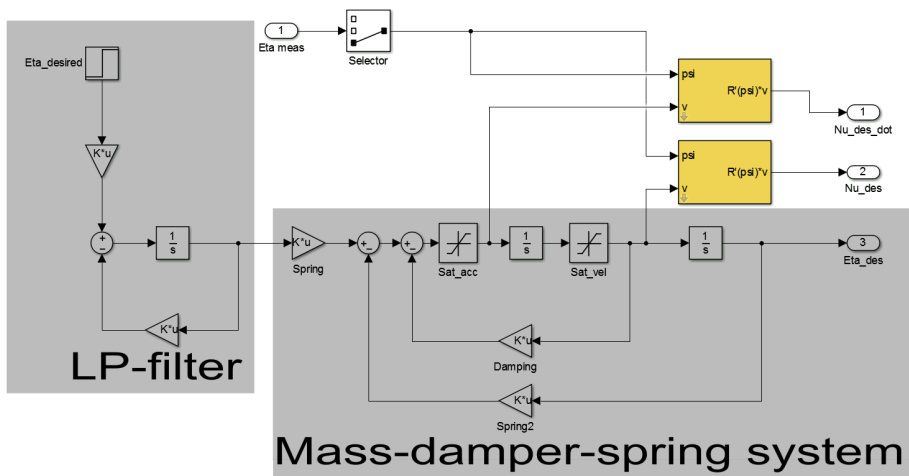 1
Eta meas
Selector
Eta_desired
psi
R'(psi)*v
v
1
Nu_des_dot
K*u
psi
R'(psi)*v
v
2
Nu_des
+
−
1
s
K*u
Spring
+
−
+
−
Sat_acc
1
s
Sat_vel
1
s
3
Eta_des
K*u
K*u
Damping
K*u
Spring2
LP-filter
Mass-damper-spring system